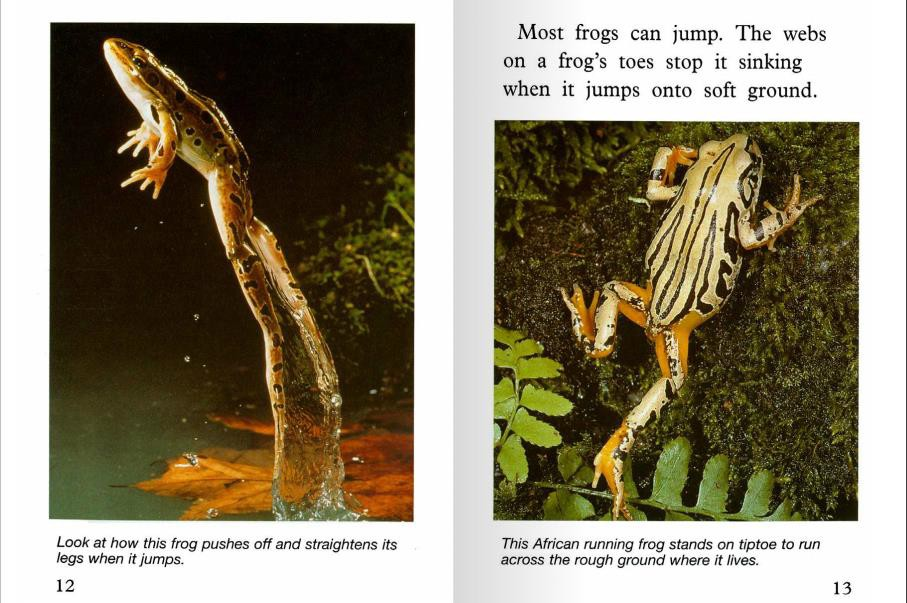 Look at how this frog pushes off and straightens its
legs when it jumps.
12
Most frogs can jump. The webs
on a frog's toes stop it sinking
when it jumps onto soft ground.
This African running frog stands on tiptoe to run
across the rough ground where it lives.
13